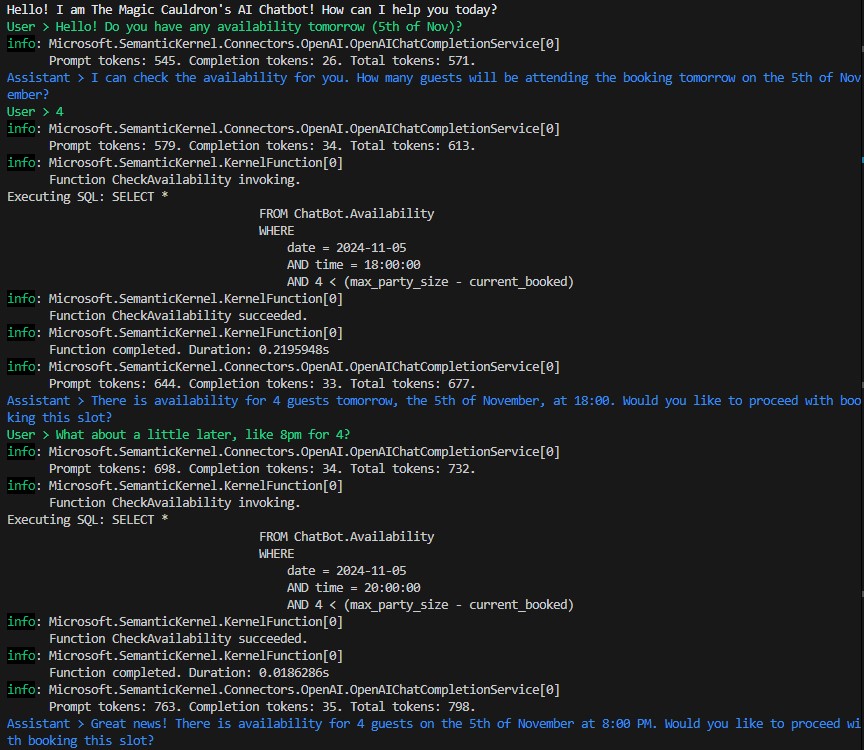 Hello! I am The Magic Cauldron's AI Chatbot! How can I help you today?
User > Hello! Do you have any availability tomorrow (5th of Nov)?
info: Microsoft.SemanticKernel.Connectors.OpenAI.OpenAIChatCompletionService[0]
      Prompt tokens: 545. Completion tokens: 26. Total tokens: 571.
Assistant > I can check the availability for you. How many guests will be attending the booking tomorrow on the 5th of Nov
ember?
User > 4
info: Microsoft.SemanticKernel.Connectors.OpenAI.OpenAIChatCompletionService[0]
      Prompt tokens: 579. Completion tokens: 34. Total tokens: 613.
info: Microsoft.SemanticKernel.KernelFunction[0]
      Function CheckAvailability invoking.
Executing SQL: SELECT *
                                    FROM ChatBot.Availability
                                    WHERE
                                        date = 2024-11-05
                                        AND time = 18:00:00
                                        AND 4 < (max_party_size - current_booked)
info: Microsoft.SemanticKernel.KernelFunction[0]
      Function CheckAvailability succeeded.
info: Microsoft.SemanticKernel.KernelFunction[0]
      Function completed. Duration: 0.2195948s
info: Microsoft.SemanticKernel.Connectors.OpenAI.OpenAIChatCompletionService[0]
      Prompt tokens: 644. Completion tokens: 33. Total tokens: 677.
Assistant > There is availability for 4 guests tomorrow, the 5th of November, at 18:00. Would you like to proceed with boo
king this slot?
User > What about a little later, like 8pm for 4?
info: Microsoft.SemanticKernel.Connectors.OpenAI.OpenAIChatCompletionService[0]
      Prompt tokens: 698. Completion tokens: 34. Total tokens: 732.
info: Microsoft.SemanticKernel.KernelFunction[0]
      Function CheckAvailability invoking.
Executing SQL: SELECT *
                                    FROM ChatBot.Availability
                                    WHERE
                                        date = 2024-11-05
                                        AND time = 20:00:00
                                        AND 4 < (max_party_size - current_booked)
info: Microsoft.SemanticKernel.KernelFunction[0]
      Function CheckAvailability succeeded.
info: Microsoft.SemanticKernel.KernelFunction[0]
      Function completed. Duration: 0.0186286s
info: Microsoft.SemanticKernel.Connectors.OpenAI.OpenAIChatCompletionService[0]
      Prompt tokens: 763. Completion tokens: 35. Total tokens: 798.
Assistant > Great news! There is availability for 4 guests on the 5th of November at 8:00 PM. Would you like to proceed wi
th booking this slot?